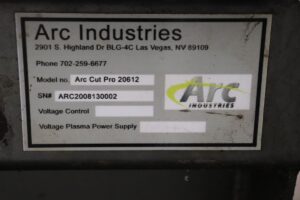 Arc Industries
2901 S. Highland Dr BLG-4C Las Vegas, NV 89109
Phone 702-259-6677
Model no. Arc Cut Pro 20612
SN# ARC2008130002
Voltage Control
Voltage Plasma Power Supply
Arc
INDUSTRIES